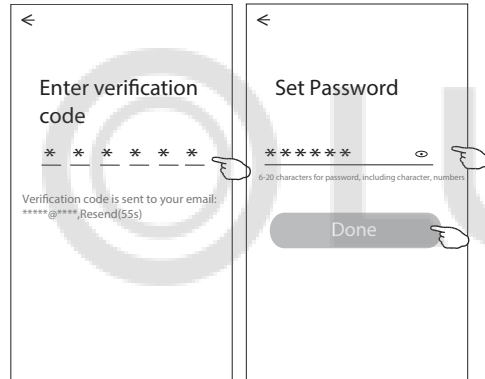 Enter verification
code
* * * * * *
Verification code is sent to your email:
*****@****,Resend(55s)
Set Password
******
6-20 characters for password, including character, numbers
Done